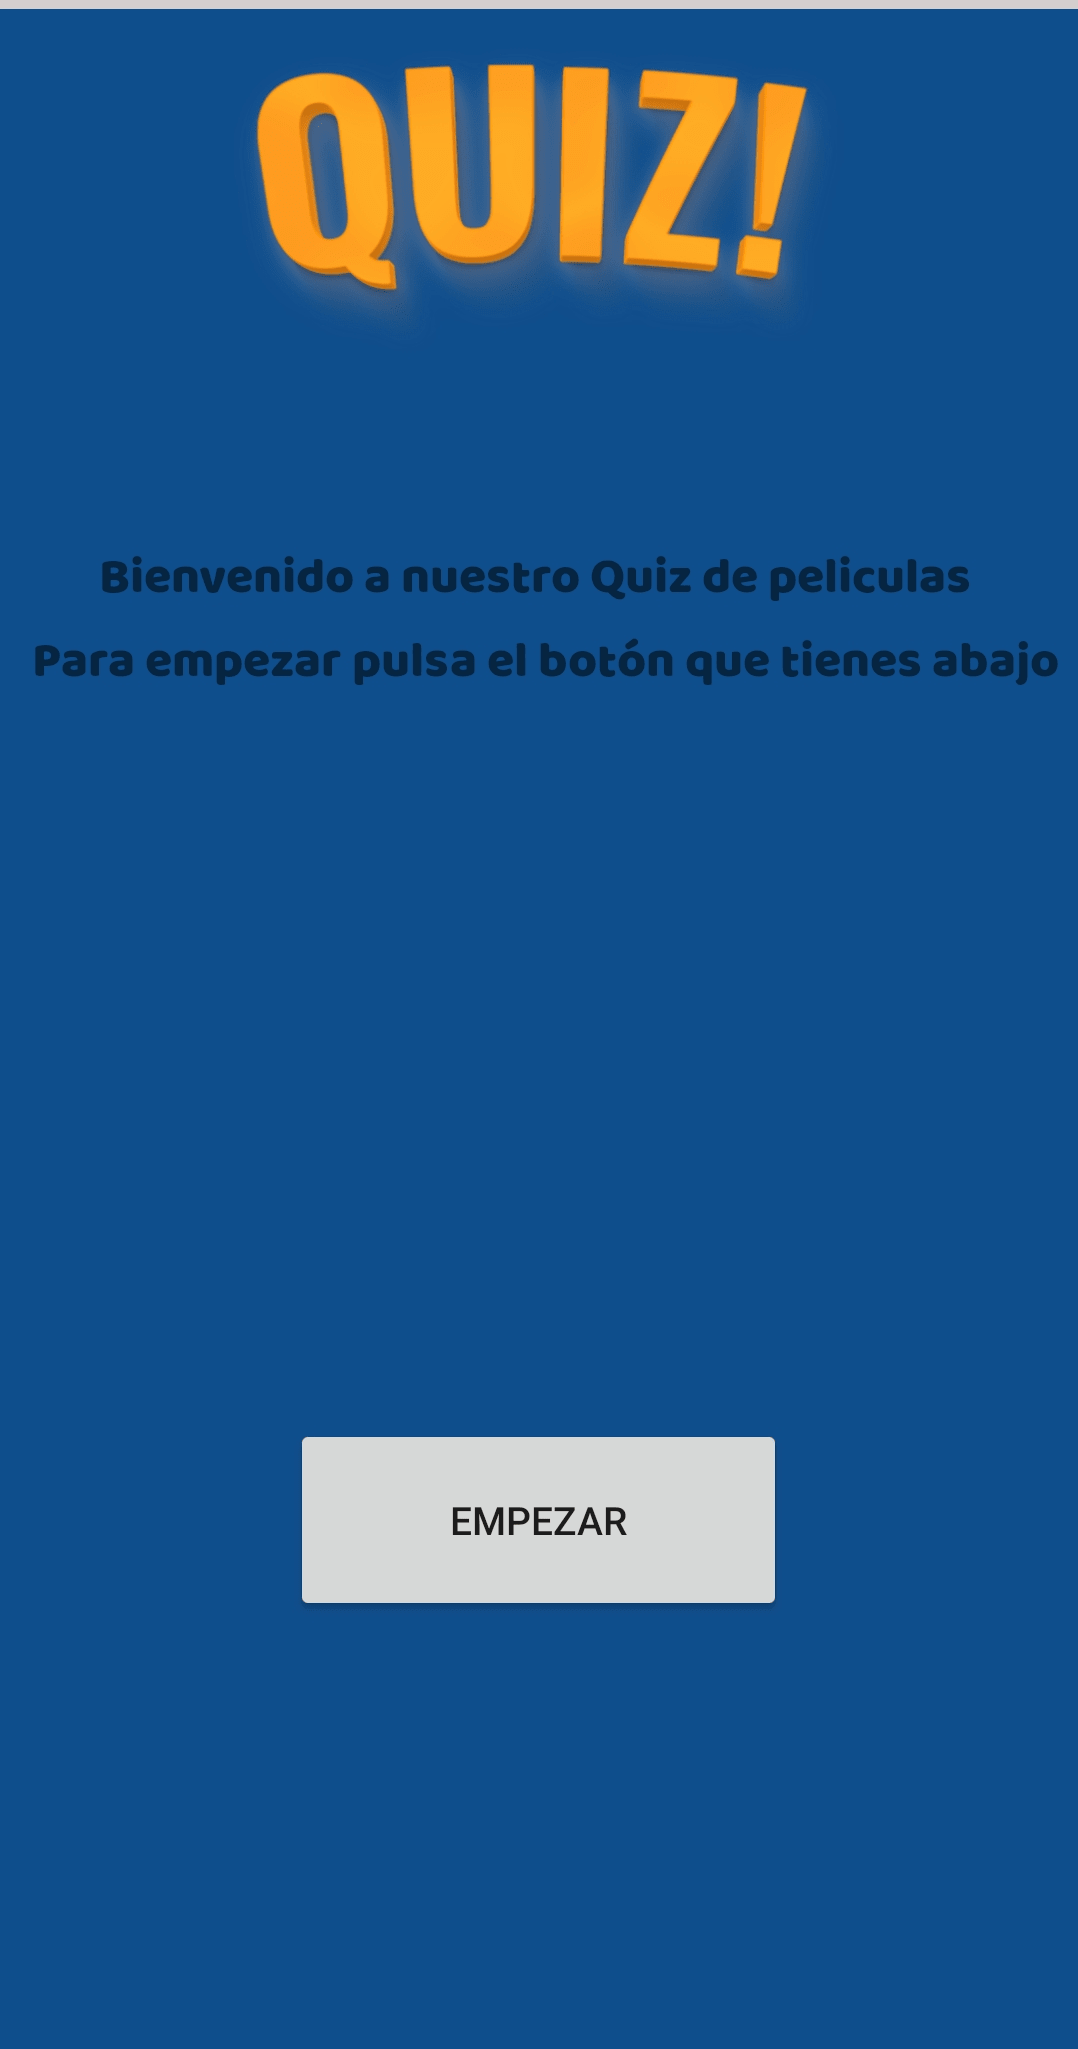 QUIZ!
Bienvenido a nuestro Quiz de peliculas
Para empezar pulsa el botón que tienes abajo
EMPEZAR